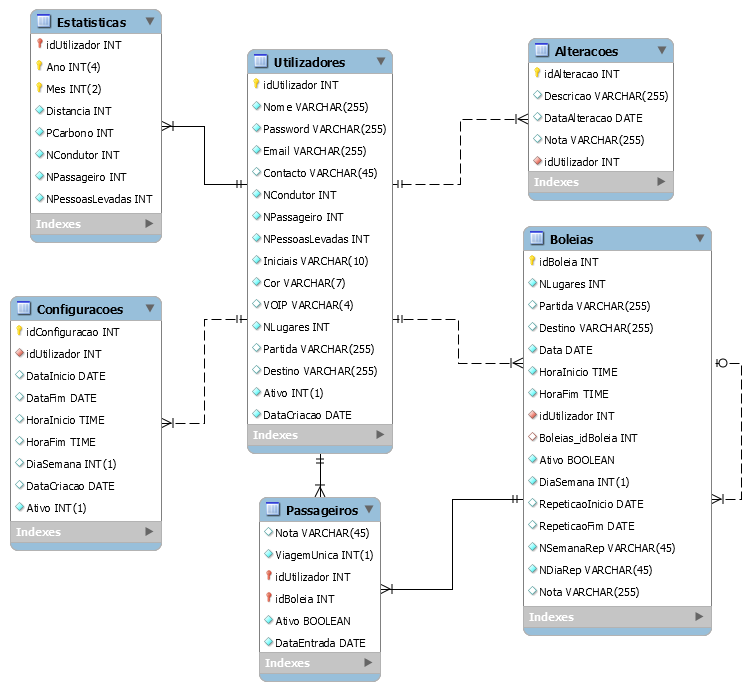 Estatisticas
idUtilizador INT
Ano INT(4)
Mes INT(2)
Distancia INT
PCarbono INT
NCondutor INT
NPassageiro INT
NPessoasLevadas INT
Indexes
Utilizadores
idUtilizador INT
Nome VARCHAR(255)
Password VARCHAR(255)
Email VARCHAR(255)
Contacto VARCHAR(45)
NCondutor INT
NPassageiro INT
NPessoasLevadas INT
Iniciais VARCHAR(10)
Cor VARCHAR(7)
VOIP VARCHAR(4)
NLugares INT
Partida VARCHAR(255)
Destino VARCHAR(255)
Ativo INT(1)
DataCriacao DATE
Indexes
Alteracoes
idAlteracao INT
Descricao VARCHAR(255)
DataAlteracao DATE
Nota VARCHAR(255)
idUtilizador INT
Indexes
Configuracoes
idConfiguracao INT
idUtilizador INT
DataInicio DATE
DataFim DATE
HoraInicio TIME
HoraFim TIME
DiaSemana INT(1)
DataCriacao DATE
Ativo INT(1)
Indexes
Passageiros
Nota VARCHAR(45)
ViagemUnica INT(1)
idUtilizador INT
idBoleia INT
Ativo BOOLEAN
DataEntrada DATE
Indexes
Boleias
idBoleia INT
NLugares INT
Partida VARCHAR(255)
Destino VARCHAR(255)
Data DATE
HoraInicio TIME
HoraFim TIME
idUtilizador INT
Boleias_idBoleia INT
Ativo BOOLEAN
DiaSemana INT(1)
RepeticaoInicio DATE
RepeticaoFim DATE
NSemanaRep VARCHAR(45)
NDiaRep VARCHAR(45)
Nota VARCHAR(255)
Indexes